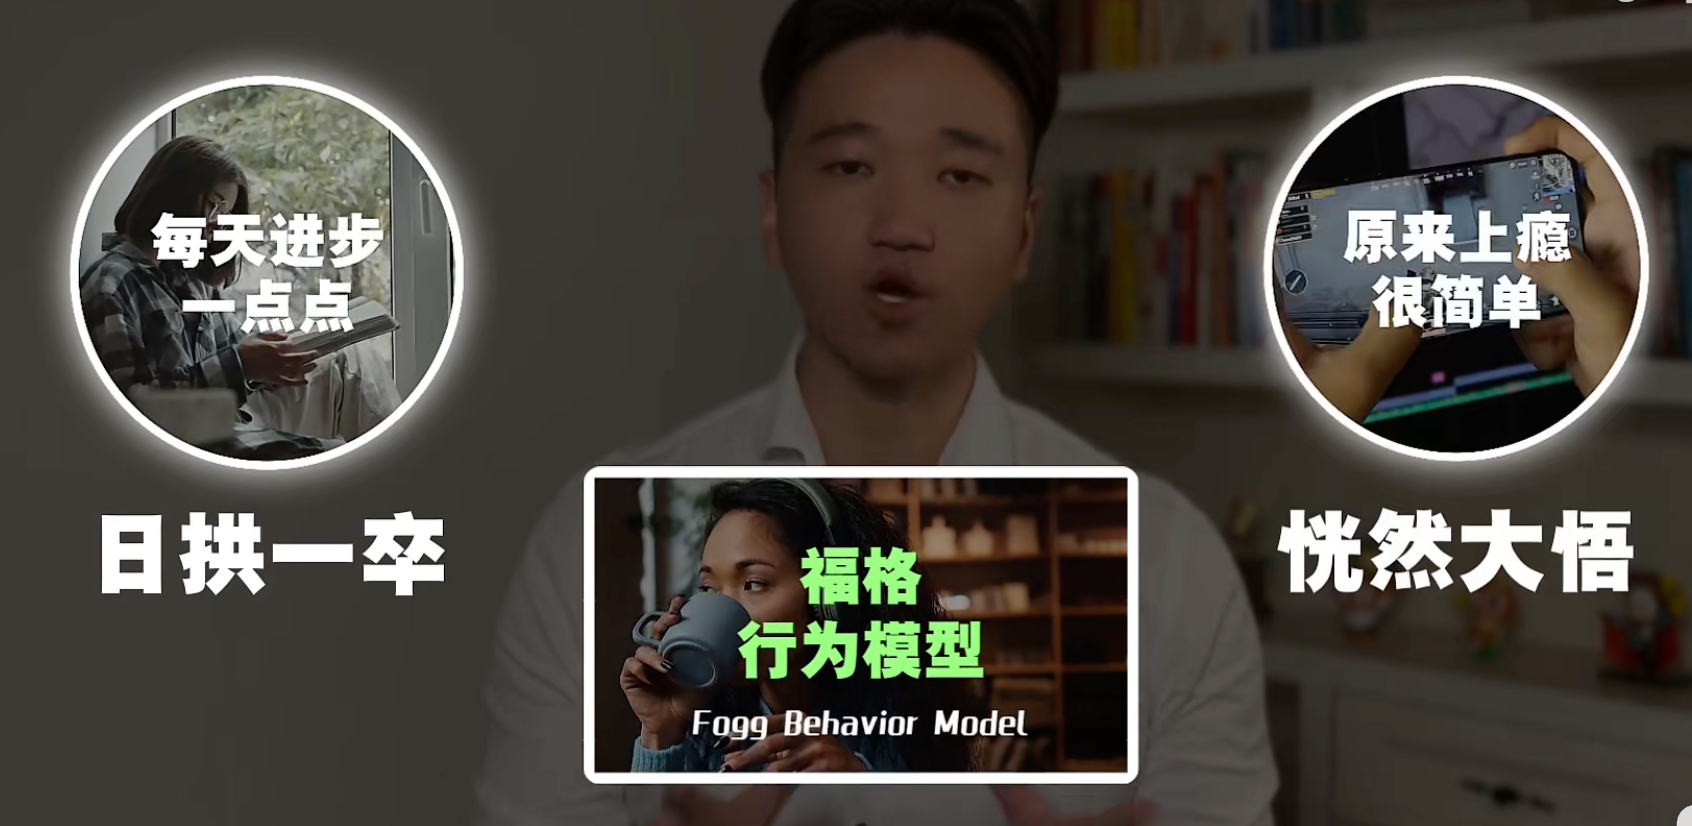 每天进步
一点点
日拱一卒
福格
行为模型
Fogg Behavior Model
原来上瘾
很简单
恍然大悟